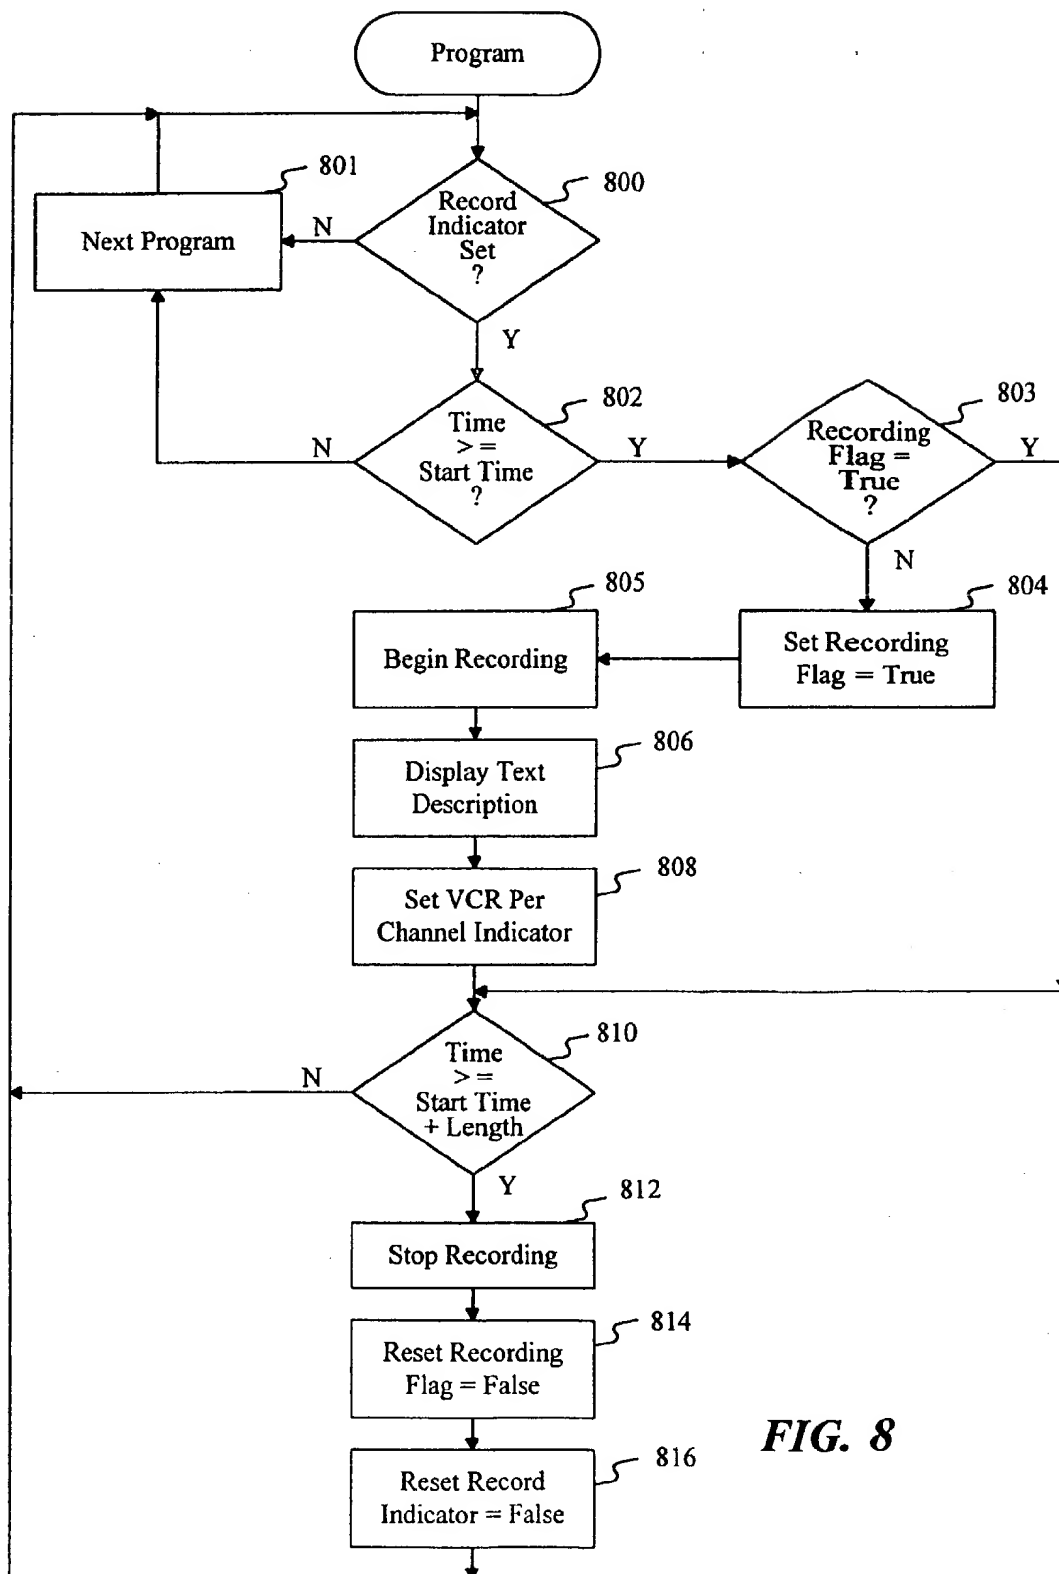 Program
801
800
Next Program
N
Record
Indicator
Set
?
Y
802
803
Time
>=
Start Time
?
N
Y
Recording
Flag =
True
?
Y
N
805
804
Begin Recording
Set Recording
Flag = True
806
Display Text
Description
808
Set VCR Per
Channel Indicator
810
Time
>=
Start Time
+ Length
N
Y
812
Stop Recording
814
Reset Recording
Flag = False
FIG. 8
816
Reset Record
Indicator = False